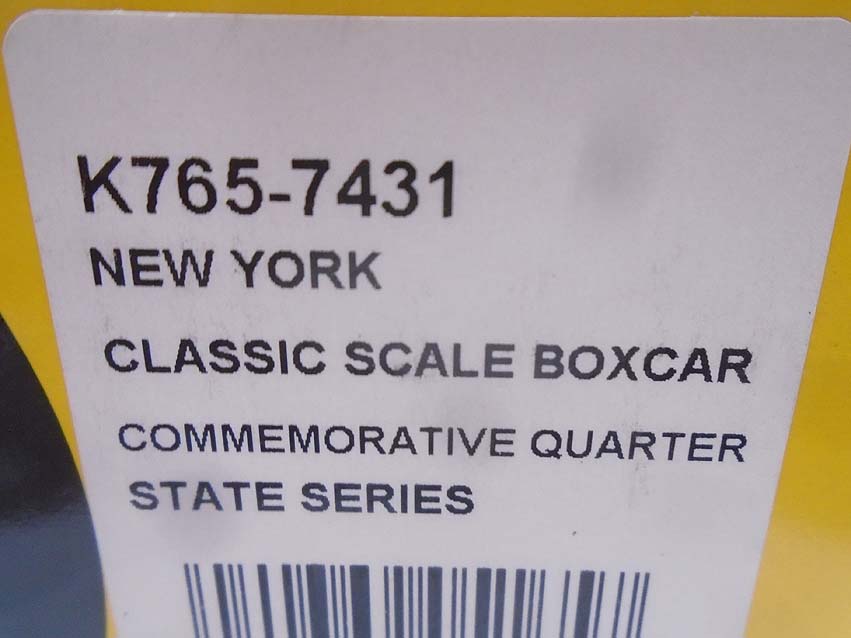 K765-7431
NEW YORK
CLASSIC SCALE BOXCAR
COMMEMORATIVE QUARTER
STATE SERIES